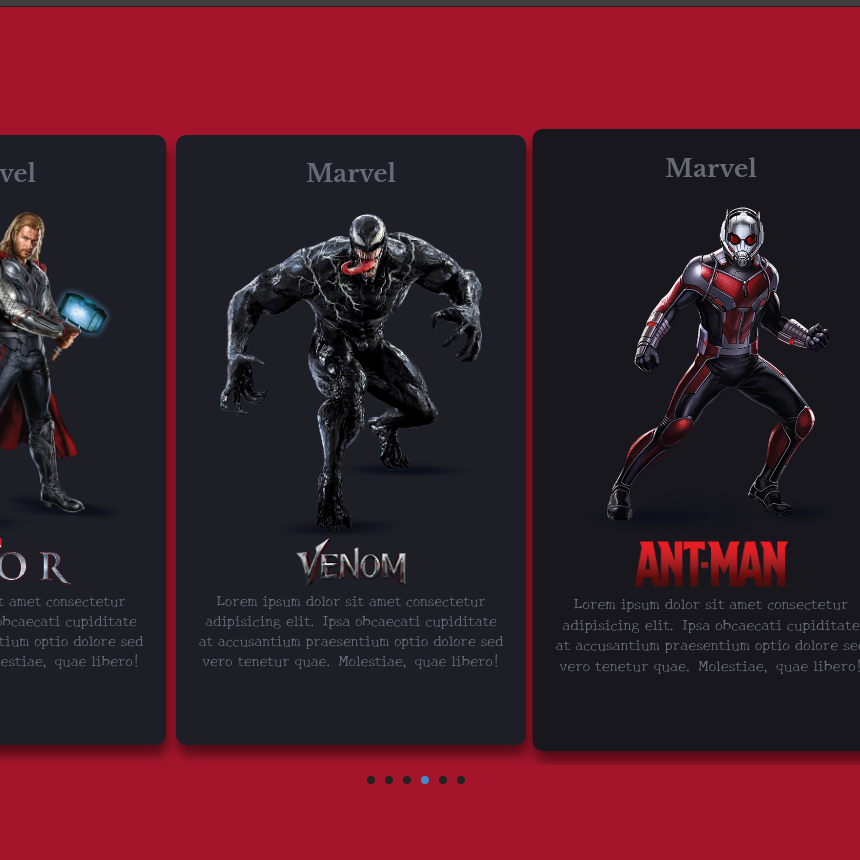 vel
O R
t amet consectetur
obcaecati cupiditate
tium optio dolore sed
estiae, quae libero!
Marvel
VENOM
Lorem ipsum dolor sit amet consectetur
adipisicing elit. Ipsa obcaecati cupiditate
at accusantium praesentium optio dolore sed
vero tenetur quae. Molestiae, quae libero!
Marvel
ANT-MAN
Lorem ipsum dolor sit amet consectetur
adipisicing elit. Ipsa obcaecati cupiditate
at accusantium praesentium optio dolore sed
vero tenetur quae. Molestiae, quae libero!